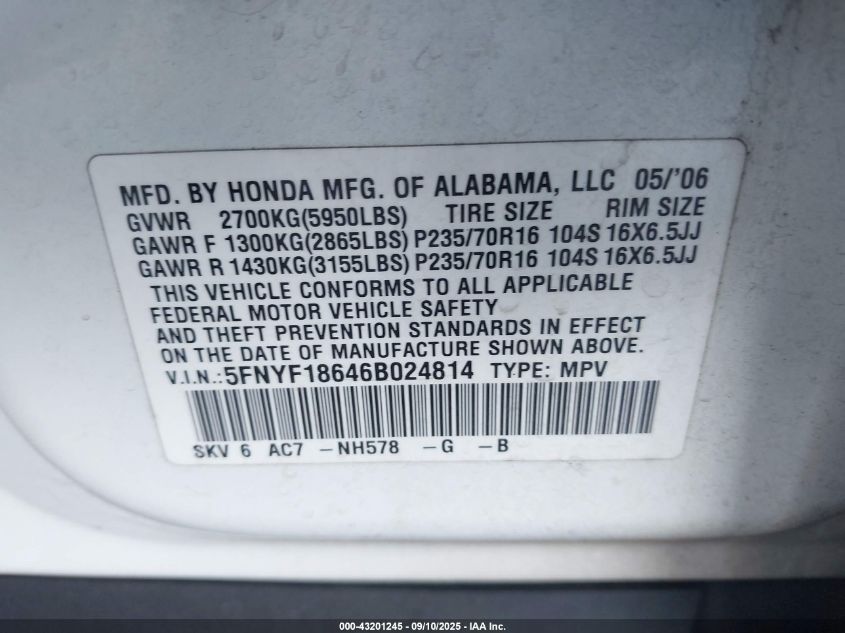 MFD. BY HONDA MFG. OF ALABAMA, LLC 05/'06
GVWR 2700KG(5950LBS) TIRE SIZE RIM SIZE
GAWR F 1300KG(2865LBS) P235/70R16 104S 16X6.5JJ
GAWR R 1430KG(3155LBS) P235/70R16 104S 16X6.5JJ
THIS VEHICLE CONFORMS TO ALL APPLICABLE
FEDERAL MOTOR VEHICLE SAFETY
AND THEFT PREVENTION STANDARDS IN EFFECT
ON THE DATE OF MANUFACTURE SHOWN ABOVE.
V.I.N.: 5FNYF18646B024814 TYPE: MPV
SKV 6 AC7 -NH578 -G -B
000-43201245 - 09/10/2025 - IAA Inc.